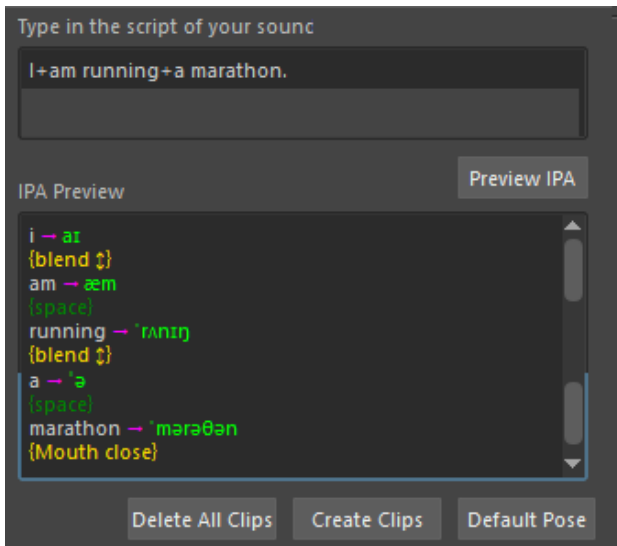 Type in the script of your sounc
I+am running+a marathon.
Preview IPA
IPA Preview
i → aɪ
{blend ↕}
am → æm
{space}
running → ˈrʌnɪŋ
{blend ↕}
a → ˈə
{space}
marathon → ˈmərəθən
{Mouth close}
Delete All Clips
Create Clips
Default Pose